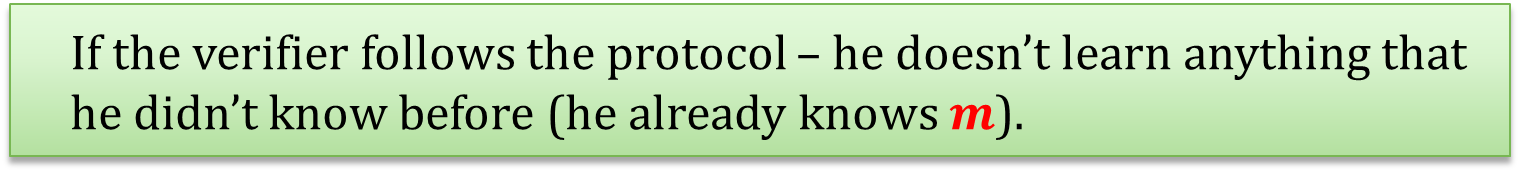 If the verifier follows the protocol – he doesn’t learn anything that
he didn’t know before (he already knows m).